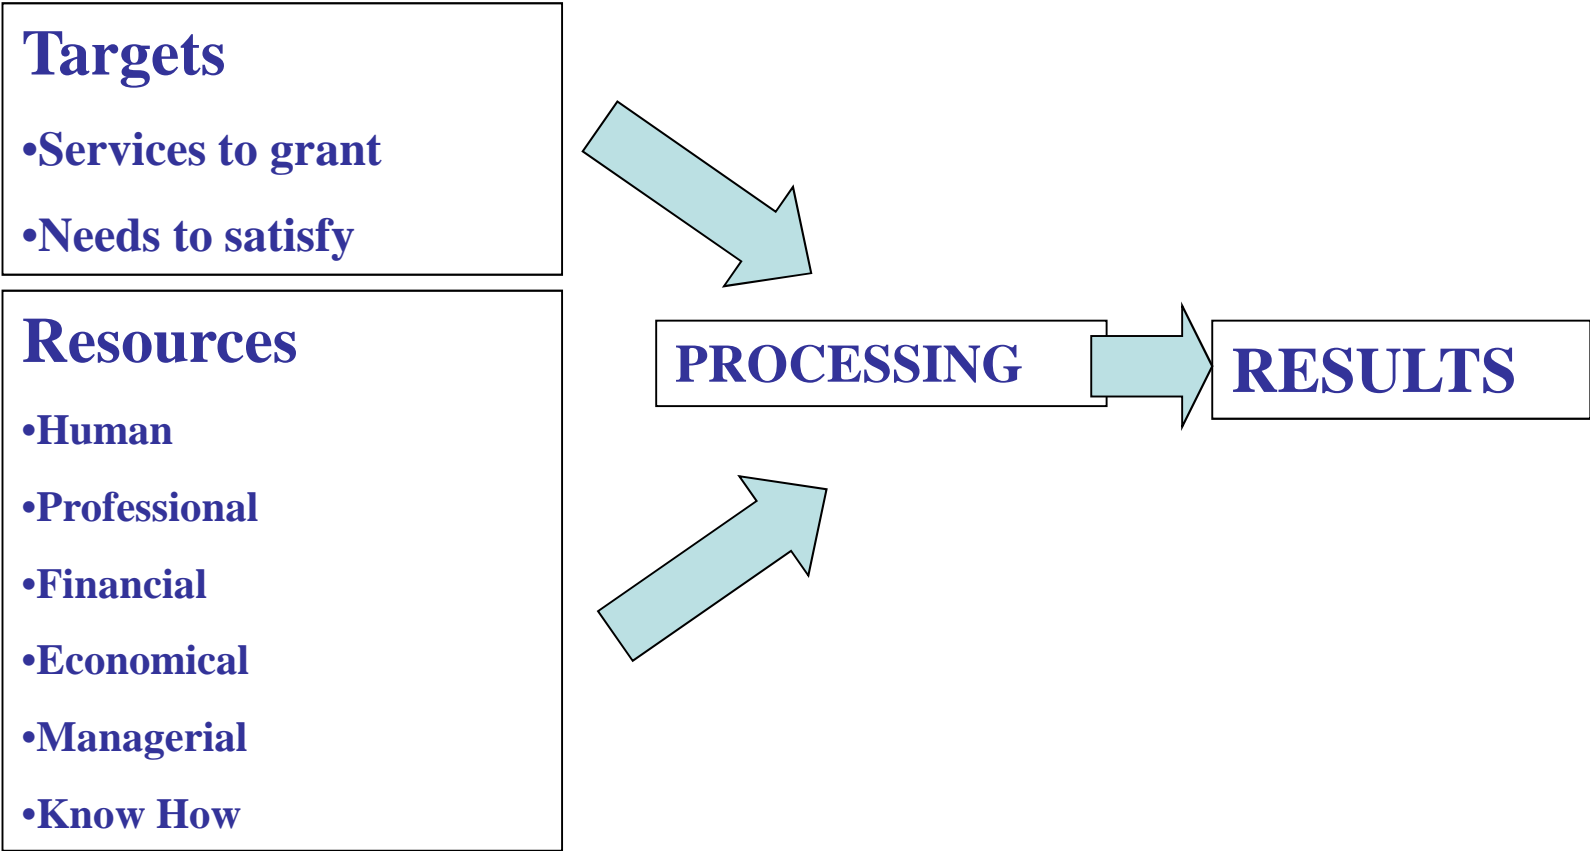 Targets
•Services to grant
•Needs to satisfy
Resources
•Human
•Professional
•Financial
•Economical
•Managerial
•Know How
PROCESSING
RESULTS